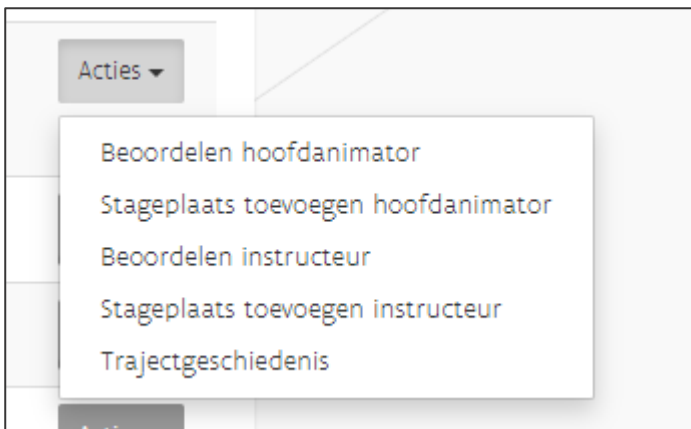 Acties
Beoordelen hoofdanimator
Stageplaats toevoegen hoofdanimator
Beoordelen instructeur
Stageplaats toevoegen instructeur
Trajectgeschiedenis